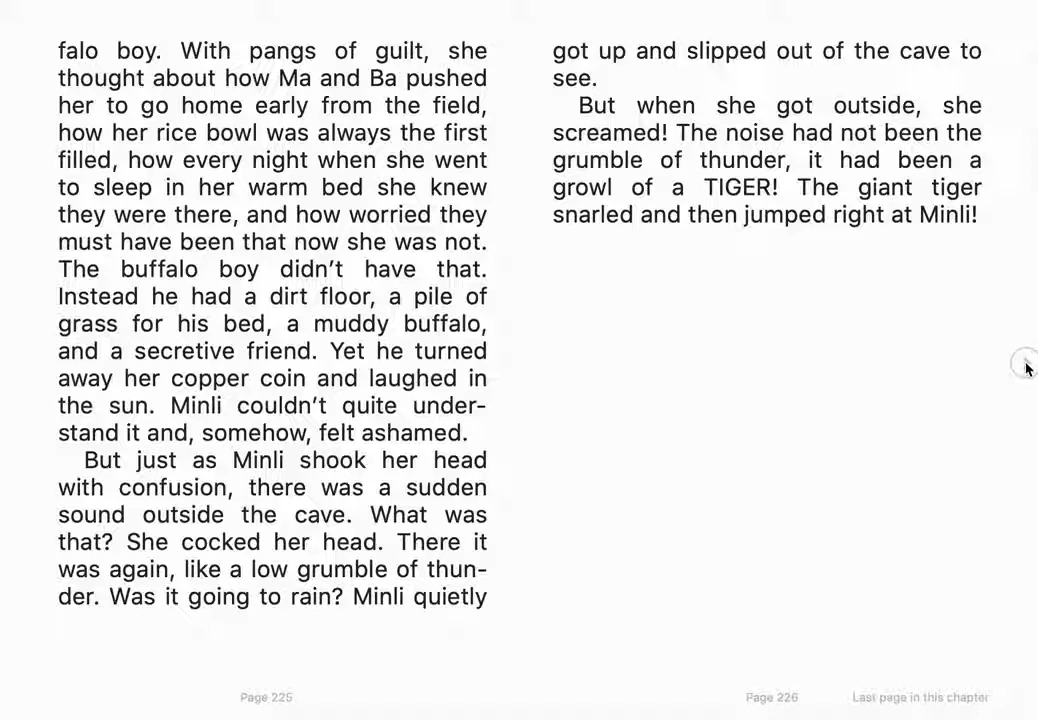 falo boy. With pangs of guilt, she
thought about how Ma and Ba pushed
her to go home early from the field,
how her rice bowl was always the first
filled, how every night when she went
to sleep in her warm bed she knew
they were there, and how worried they
must have been that now she was not.
The buffalo boy didn’t have that.
Instead he had a dirt floor, a pile of
grass for his bed, a muddy buffalo,
and a secretive friend. Yet he turned
away her copper coin and laughed in
the sun. Minli couldn’t quite under-
stand it and, somehow, felt ashamed.
But just as Minli shook her head
with confusion, there was a sudden
sound outside the cave. What was
that? She cocked her head. There it
was again, like a low grumble of thun-
der. Was it going to rain? Minli quietly
Page 225
got up and slipped out of the cave to
see.
But when she got outside, she
screamed! The noise had not been the
grumble of thunder, it had been a
growl of a TIGER! The giant tiger
snarled and then jumped right at Minli!
Page 226
Last page in this chapter